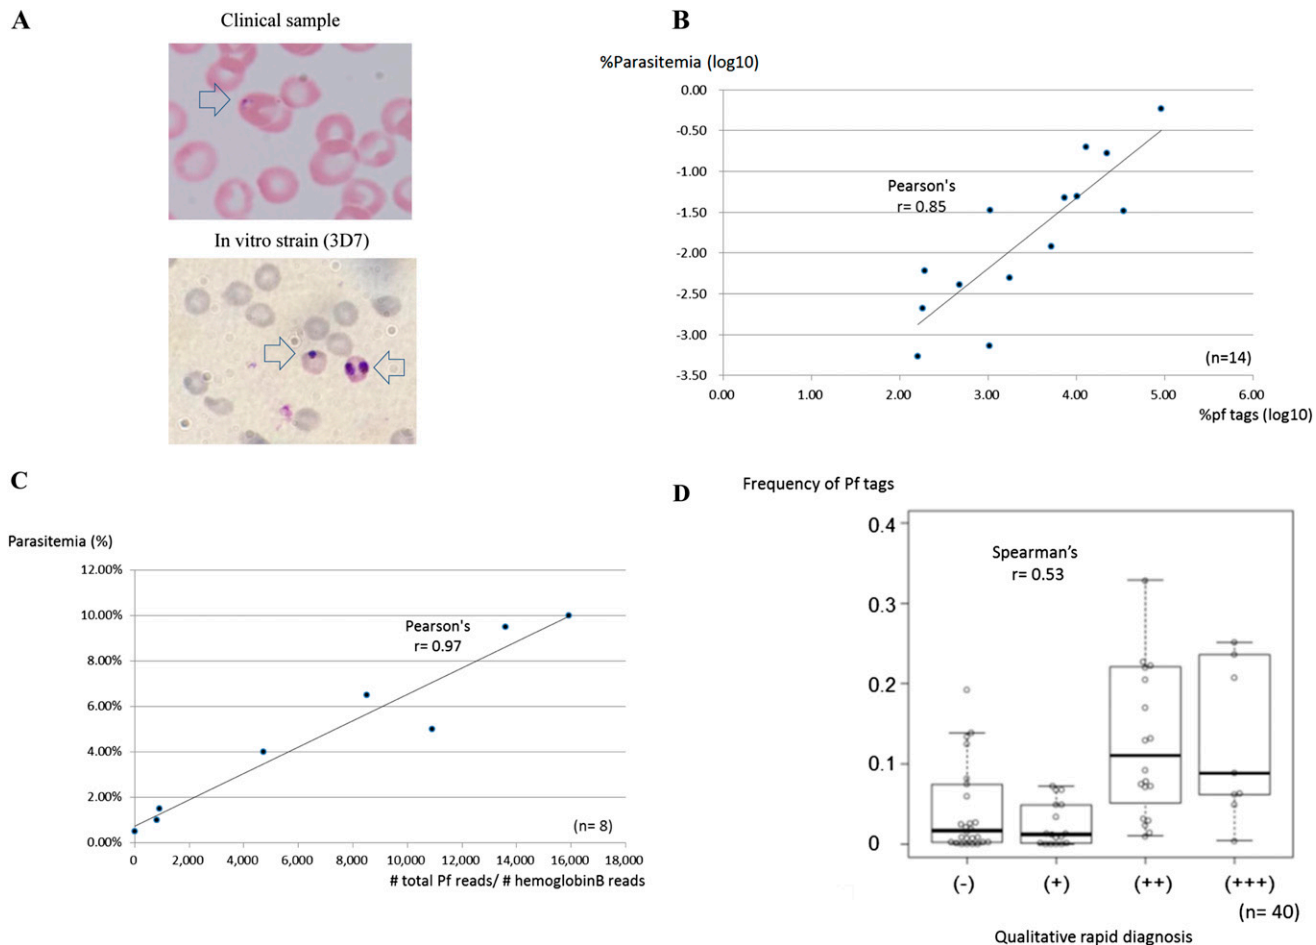 A
Clinical sample
In vitro strain (3D7)
B
%Parasitemia (log10)
0.00
-0.50
-1.00
-1.50
-2.00
-2.50
-3.00
-3.50
Pearson's
r= 0.85
(n=14)
0.00 1.00 2.00 3.00 4.00 5.00 6.00
%pf tags (log10)
C
Parasitemia (%)
12.00%
10.00%
8.00%
6.00%
4.00%
2.00%
0.00%
Pearson's
r= 0.97
(n= 8)
0 2,000 4,000 6,000 8,000 10,000 12,000 14,000 16,000 18,000
# total Pf reads/ # hemoglobinB reads
D
Frequency of Pf tags
0.4
0.3
0.2
0.1
0
Spearman’s
r= 0.53
(-) (+) (++) (+++)
(n= 40)
Qualitative rapid diagnosis